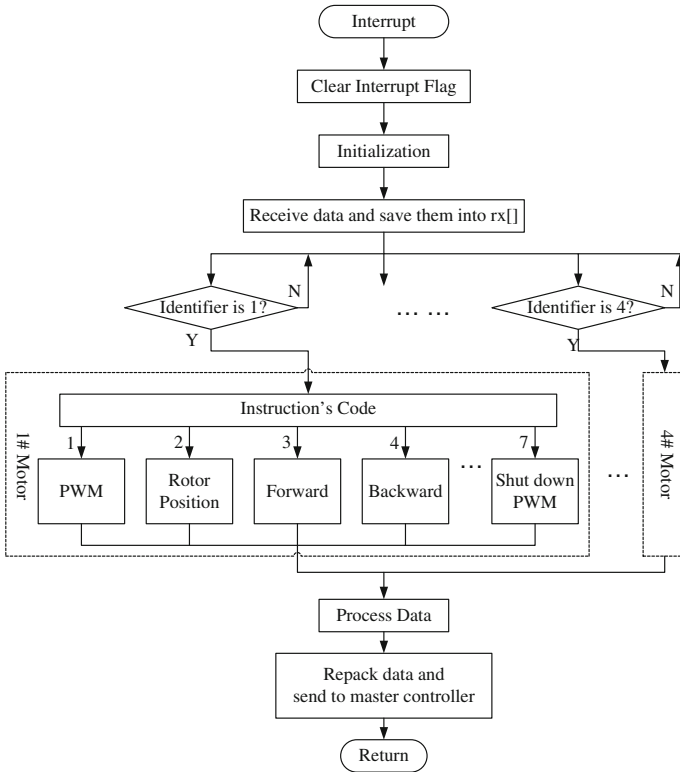 Interrupt
Clear Interrupt Flag
Initialization
Receive data and save them into rx[]
Identifier is 1?
N
... ...
Identifier is 4?
N
Y
Y
1# Motor
Instruction's Code
1
2
3
4
7
PWM
Rotor
Position
Forward
Backward
...
Shut down
PWM
...
4# Motor
Process Data
Repack data and
send to master controller
Return